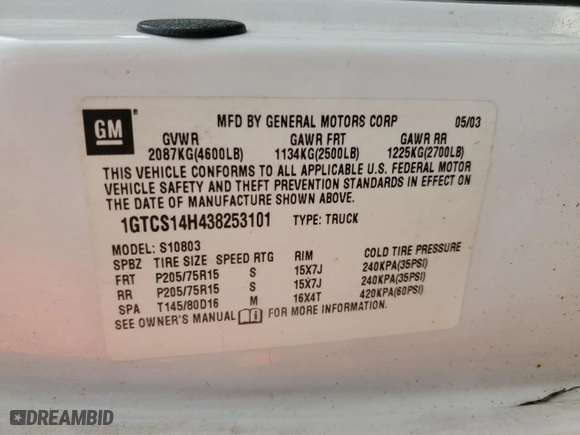 GM
MFD BY GENERAL MOTORS CORP 05/03
GVWR GAWR FRT GAWR RR
2087KG(4600LB) 1134KG(2500LB) 1225KG(2700LB)
THIS VEHICLE CONFORMS TO ALL APPLICABLE U.S. FEDERAL MOTOR
VEHICLE SAFETY AND THEFT PREVENTION STANDARDS IN EFFECT ON
THE DATE OF MANUFACTURE SHOWN ABOVE.
1GTCS14H438253101 TYPE: TRUCK
MODEL: S10803
SPBZ TIRE SIZE SPEED RTG RIM COLD TIRE PRESSURE
FRT P205/75R15 S 15X7J 240KPA(35PSI)
RR P205/75R15 S 15X7J 240KPA(35PSI)
SPA T145/80D16 M 16X4T 420KPA(60PSI)
SEE OWNER'S MANUAL FOR MORE INFORMATION.
DREAMBID